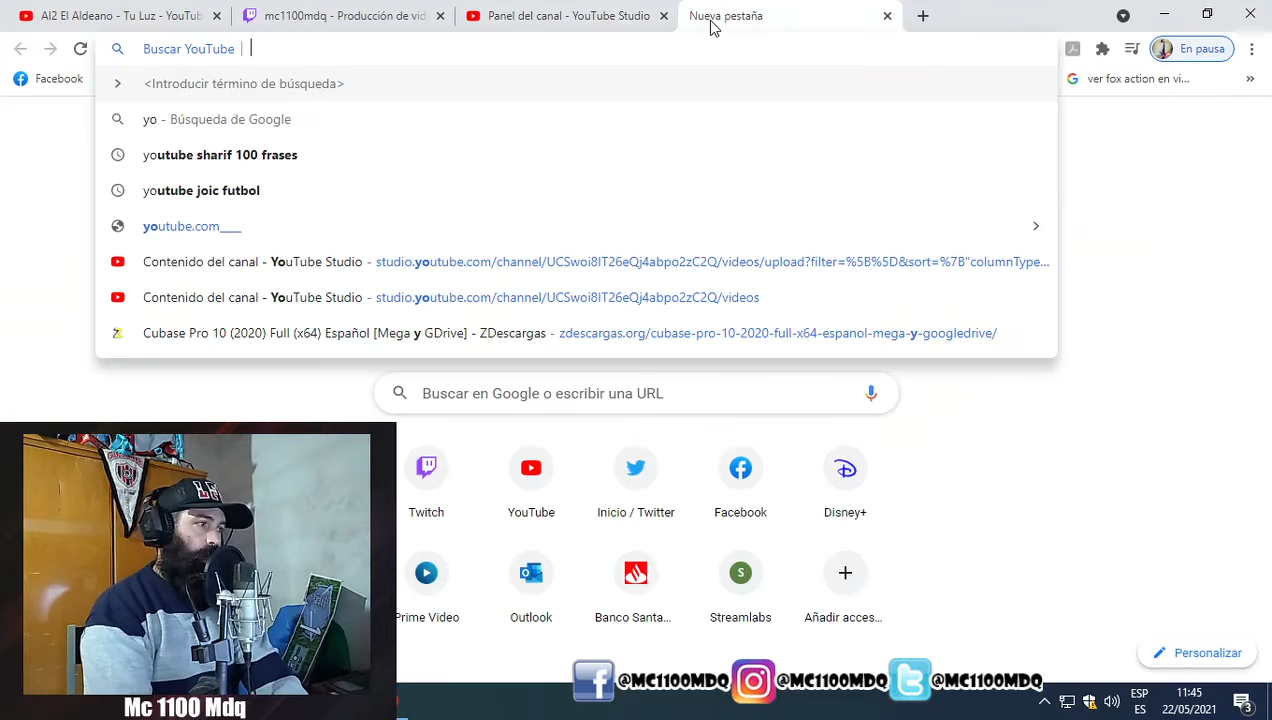 Al2 El Aldeano - Tu Luz - YouTub
mc1100mdq - Producción de vid
Panel del canal - YouTube Studio
Nueva pestaña
Buscar YouTube
En pausa
Facebook
ver fox action en vi...
<Introducir término de búsqueda>
yo - Búsqueda de Google
youtube sharif 100 frases
youtube joic futbol
youtube.com___
Contenido del canal - YouTube Studio - studio.youtube.com/channel/UCSwoi8IT26eQj4abpo2zC2Q/videos/upload?filter=%5B%5D&sort=%7B"columnType...
Contenido del canal - YouTube Studio - studio.youtube.com/channel/UCSwoi8IT26eQj4abpo2zC2Q/videos
Cubase Pro 10 (2020) Full (x64) Español [Mega y GDrive] - ZDescargas - zdescargas.org/cubase-pro-10-2020-full-x64-espanol-mega-y-googledrive/
Buscar en Google o escribir una URL
Twitch
YouTube
Inicio / Twitter
Facebook
Disney+
Prime Video
Outlook
Banco Santa...
S
Streamlabs
Añadir acces...
Personalizar
@MC1100MDQ
@MC1100MDQ
@MC1100MDQ
Mc 1100 Mdq
ESP
ES
11:45
22/05/2021
3